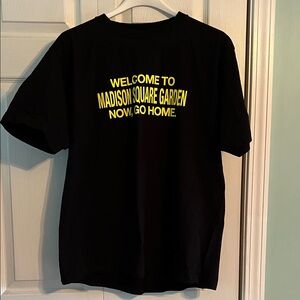 WELCOME TO
MADISON SQUARE GARDEN
NOW, GO HOME.